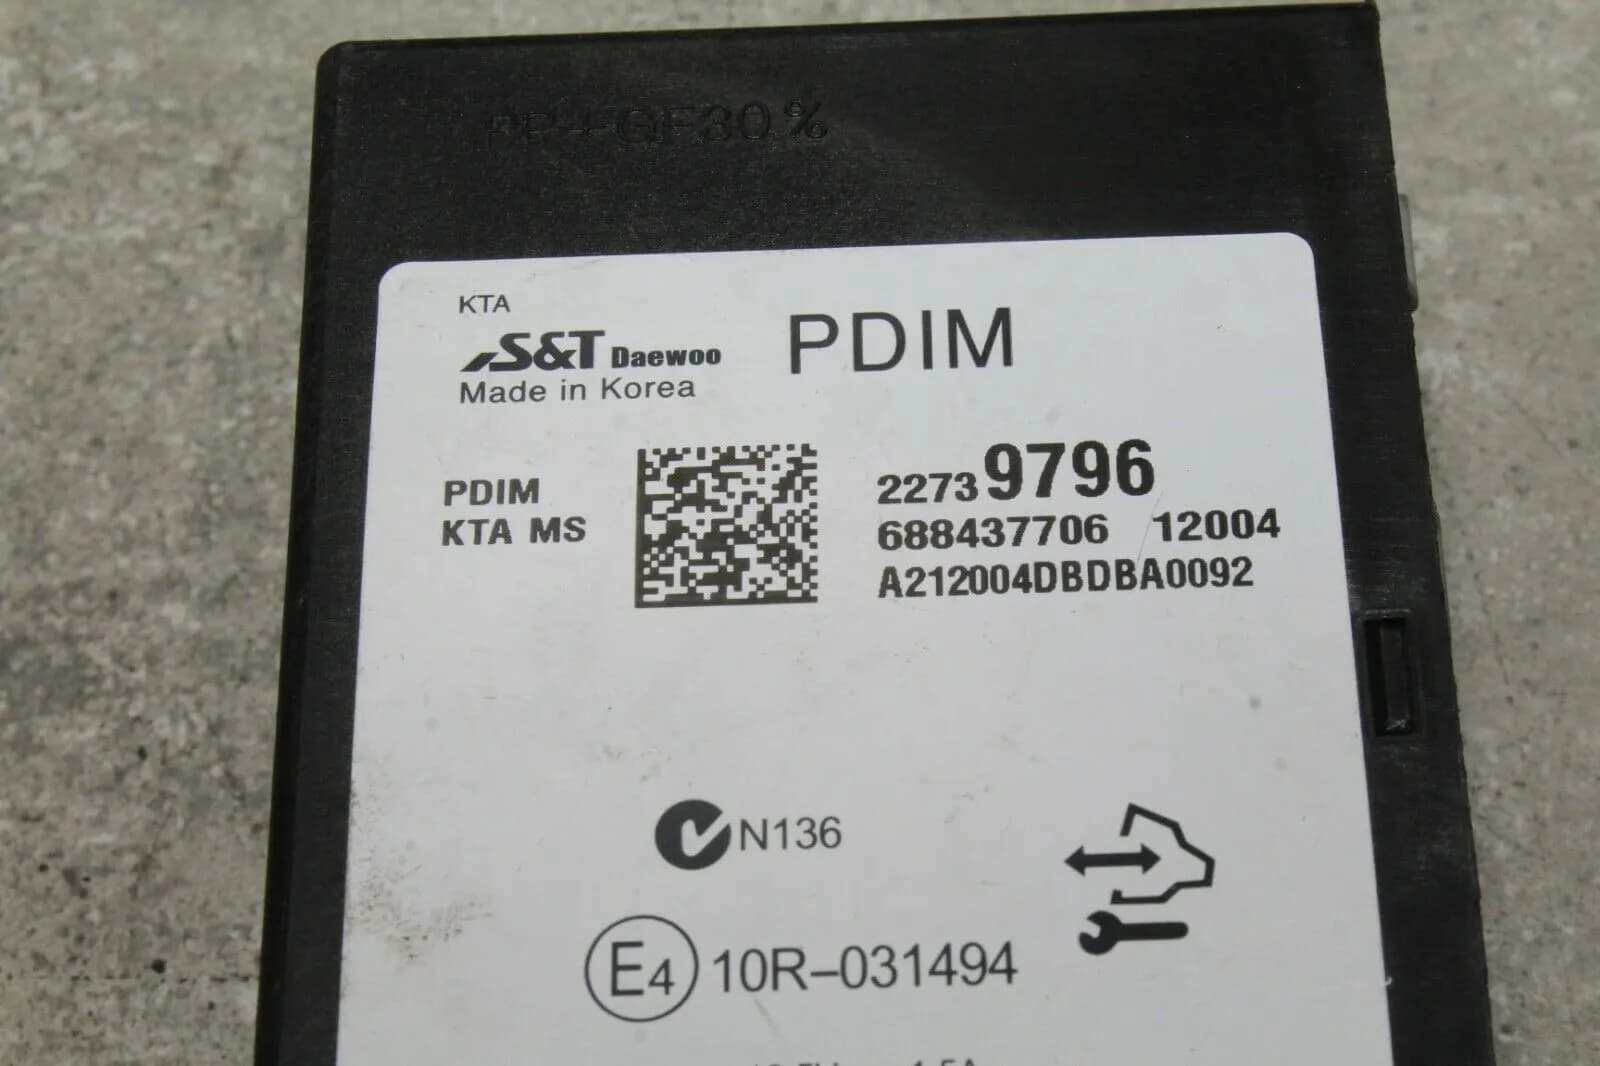 PP+GF30%
KTA
S&T Daewoo
PDIM
Made in Korea
PDIM
KTA MS
22739796
688437706 12004
A212004DBDBA0092
N136
E4 10R-031494